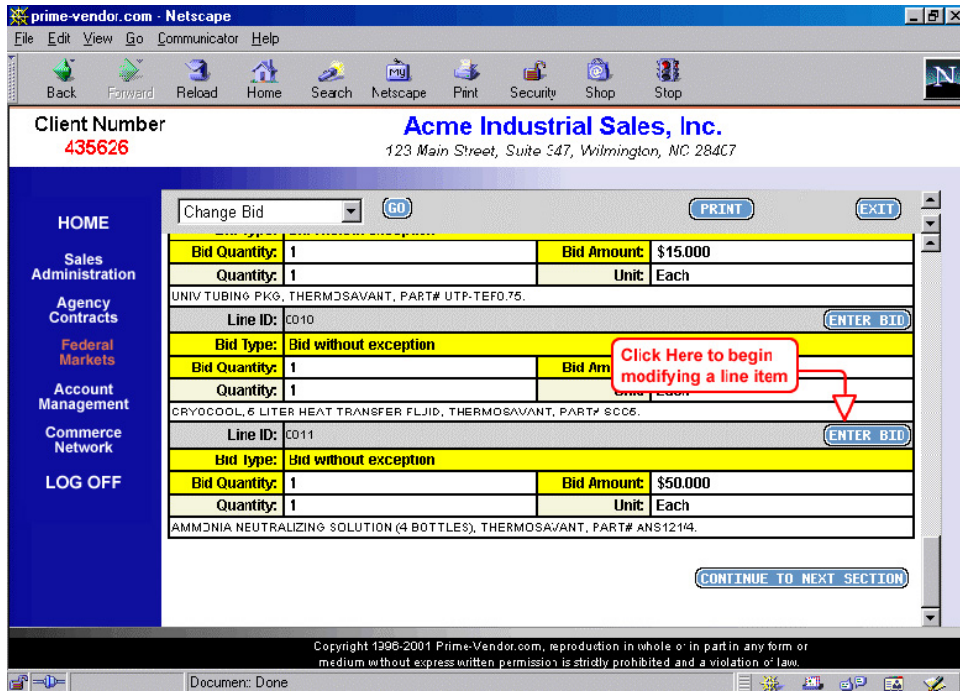 prime-vendor.com - Netscape
File Edit View Go Communicator Help
Back Forward Reload Home Search Netscape Print Security Shop Stop
My
N
Client Number
435626
Acme Industrial Sales, Inc.
123 Main Street, Suite 347, Wilmington, NC 28407
HOME
Sales
Administration
Agency
Contracts
Federal
Markets
Account
Management
Commerce
Network
LOG OFF
Change Bid GO PRINT EXIT
Bid Quantity: 1 Bid Amount: $15.000
Quantity: 1 Unit: Each
UNIV TUBING PKG, THERMOSAVANT, PART# UTP-TEF0.75.
Line ID: C010 ENTER BID
Bid Type: Bid without exception
Bid Quantity: 1 Bid Am
Quantity: 1 Each
Click Here to begin
modifying a line item
CRYOCOOL, 5 LITER HEAT TRANSFER FLUID, THERMOSAVANT, PART# SCC5.
Line ID: C011 ENTER BID
Bid Type: Bid without exception
Bid Quantity: 1 Bid Amount: $50.000
Quantity: 1 Unit: Each
AMMONIA NEUTRALIZING SOLUTION (4 BOTTLES), THERMOSAVANT, PART# ANS121/4.
CONTINUE TO NEXT SECTION
Copyright 1996-2001 Prime-Vendor.com, reproduction in whole or in part in any form or
medium without express written permission is strictly prohibited and a violation of law.
Document: Done